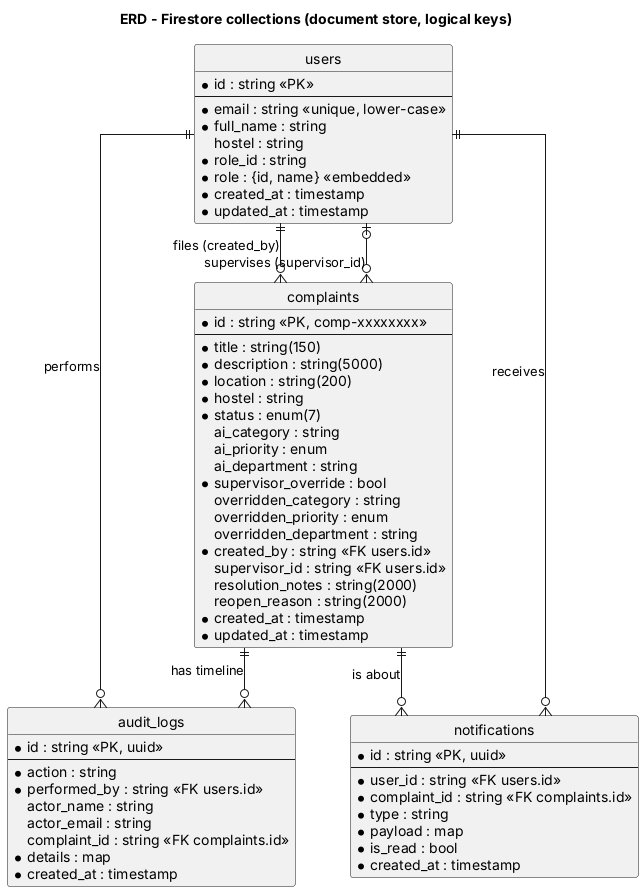 ERD - Firestore collections (document store, logical keys)
users
id : string «PK»
email : string «unique, lower-case»
full_name : string
hostel : string
role_id : string
role : {id, name} «embedded»
created_at : timestamp
updated_at : timestamp
files (created_by)
supervises (supervisor_id)
complaints
id : string «PK, comp-xxxxxxxx»
title : string(150)
description : string(5000)
location : string(200)
hostel : string
status : enum(7)
ai_category : string
ai_priority : enum
ai_department : string
supervisor_override : bool
overridden_category : string
overridden_priority : enum
overridden_department : string
created_by : string «FK users.id»
supervisor_id : string «FK users.id»
resolution_notes : string(2000)
reopen_reason : string(2000)
created_at : timestamp
updated_at : timestamp
performs
receives
has timeline
is about
audit_logs
id : string «PK, uuid»
action : string
performed_by : string «FK users.id»
actor_name : string
actor_email : string
complaint_id : string «FK complaints.id»
details : map
created_at : timestamp
notifications
id : string «PK, uuid»
user_id : string «FK users.id»
complaint_id : string «FK complaints.id»
type : string
payload : map
is_read : bool
created_at : timestamp